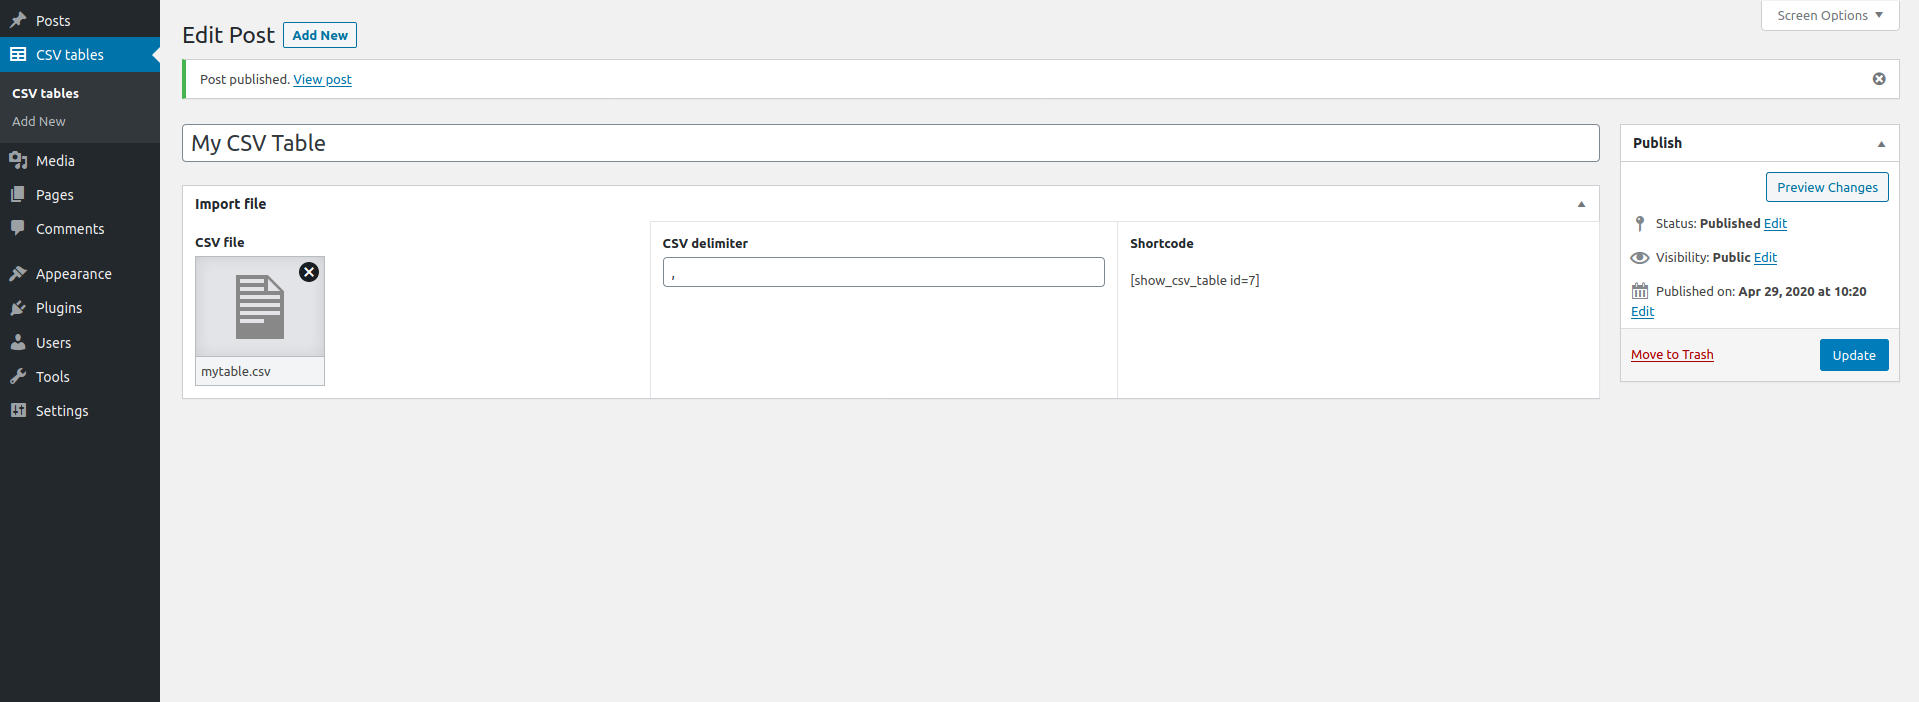 Posts
CSV tables
CSV tables
Add New
Media
Pages
Comments
Appearance
Plugins
Users
Tools
Settings
Screen Options
Edit Post Add New
Post published. View post
My CSV Table
Import file
CSV file
mytable.csv
CSV delimiter
,
Shortcode
[show_csv_table id=7]
Publish
Preview Changes
Status: Published Edit
Visibility: Public Edit
Published on: Apr 29, 2020 at 10:20
Edit
Move to Trash Update